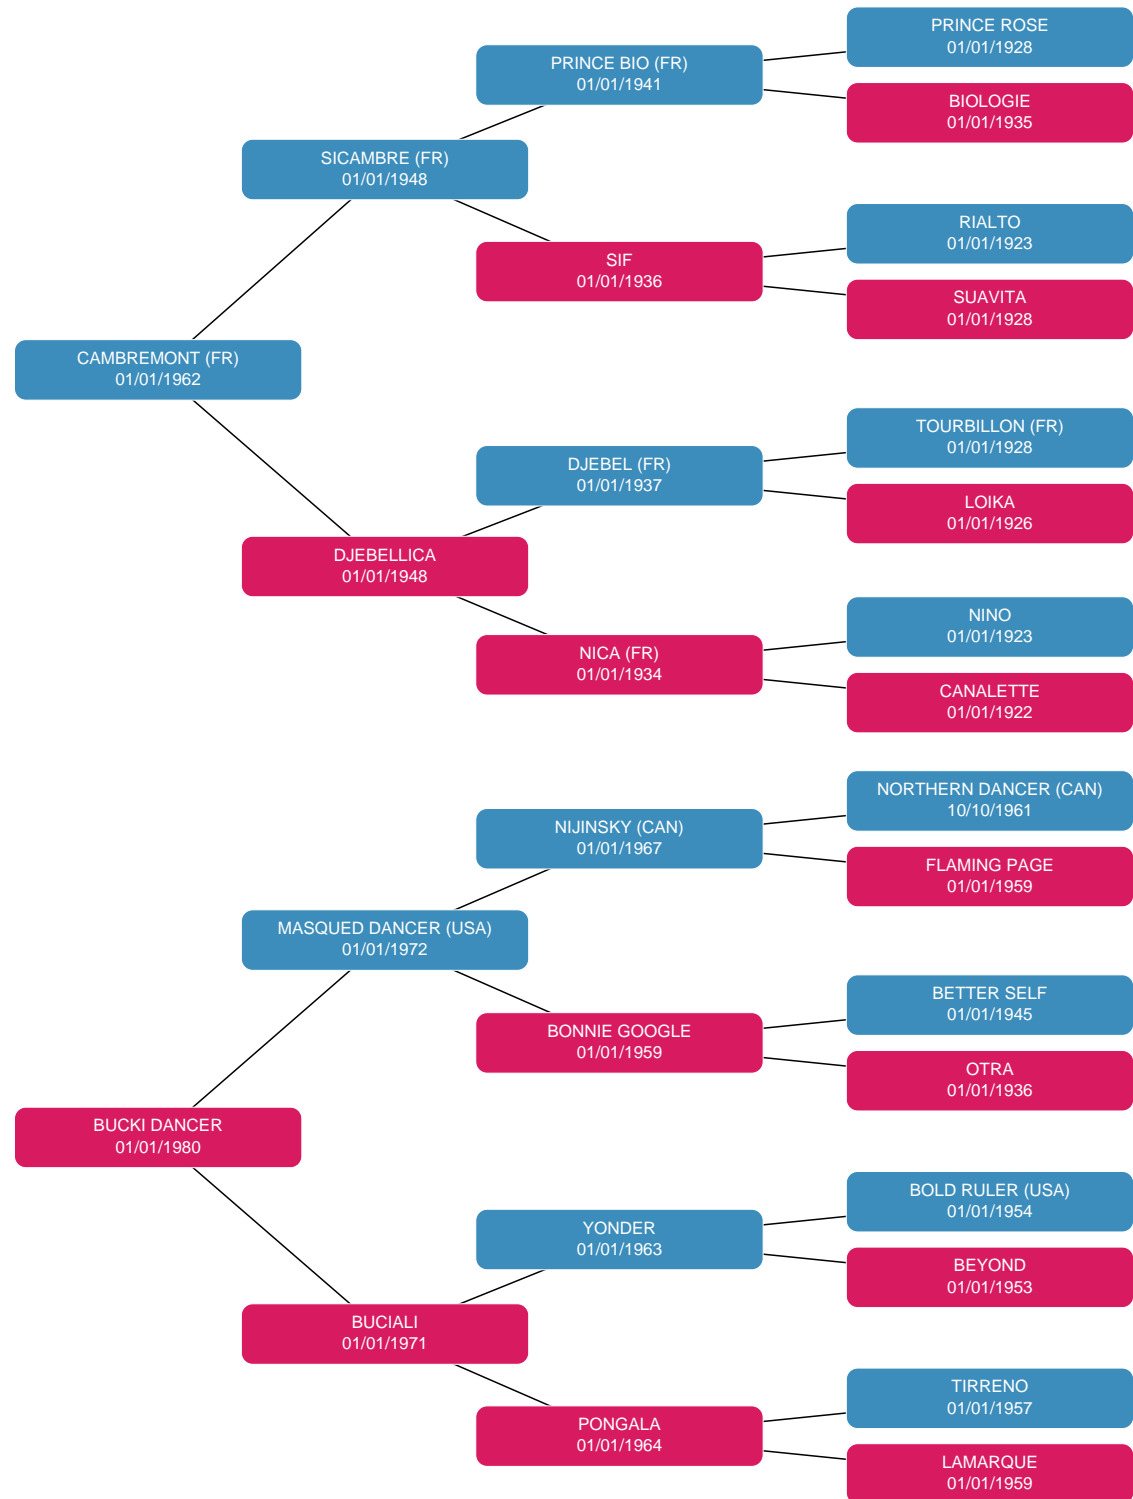 PRINCE ROSE
01/01/1928
PRINCE BIO (FR)
01/01/1941
BIOLOGIE
01/01/1935
SICAMBRE (FR)
01/01/1948
RIALTO
01/01/1923
SIF
01/01/1936
SUAVITA
01/01/1928
CAMBREMONT (FR)
01/01/1962
TOURBILLON (FR)
01/01/1928
DJEBEL (FR)
01/01/1937
LOIKA
01/01/1926
DJEBELLICA
01/01/1948
NINO
01/01/1923
NICA (FR)
01/01/1934
CANALETTE
01/01/1922
NORTHERN DANCER (CAN)
10/10/1961
NIJINSKY (CAN)
01/01/1967
FLAMING PAGE
01/01/1959
MASQUED DANCER (USA)
01/01/1972
BETTER SELF
01/01/1945
BONNIE GOOGLE
01/01/1959
OTRA
01/01/1936
BUCKI DANCER
01/01/1980
BOLD RULER (USA)
01/01/1954
YONDER
01/01/1963
BEYOND
01/01/1953
BUCIALI
01/01/1971
TIRRENO
01/01/1957
PONGALA
01/01/1964
LAMARQUE
01/01/1959